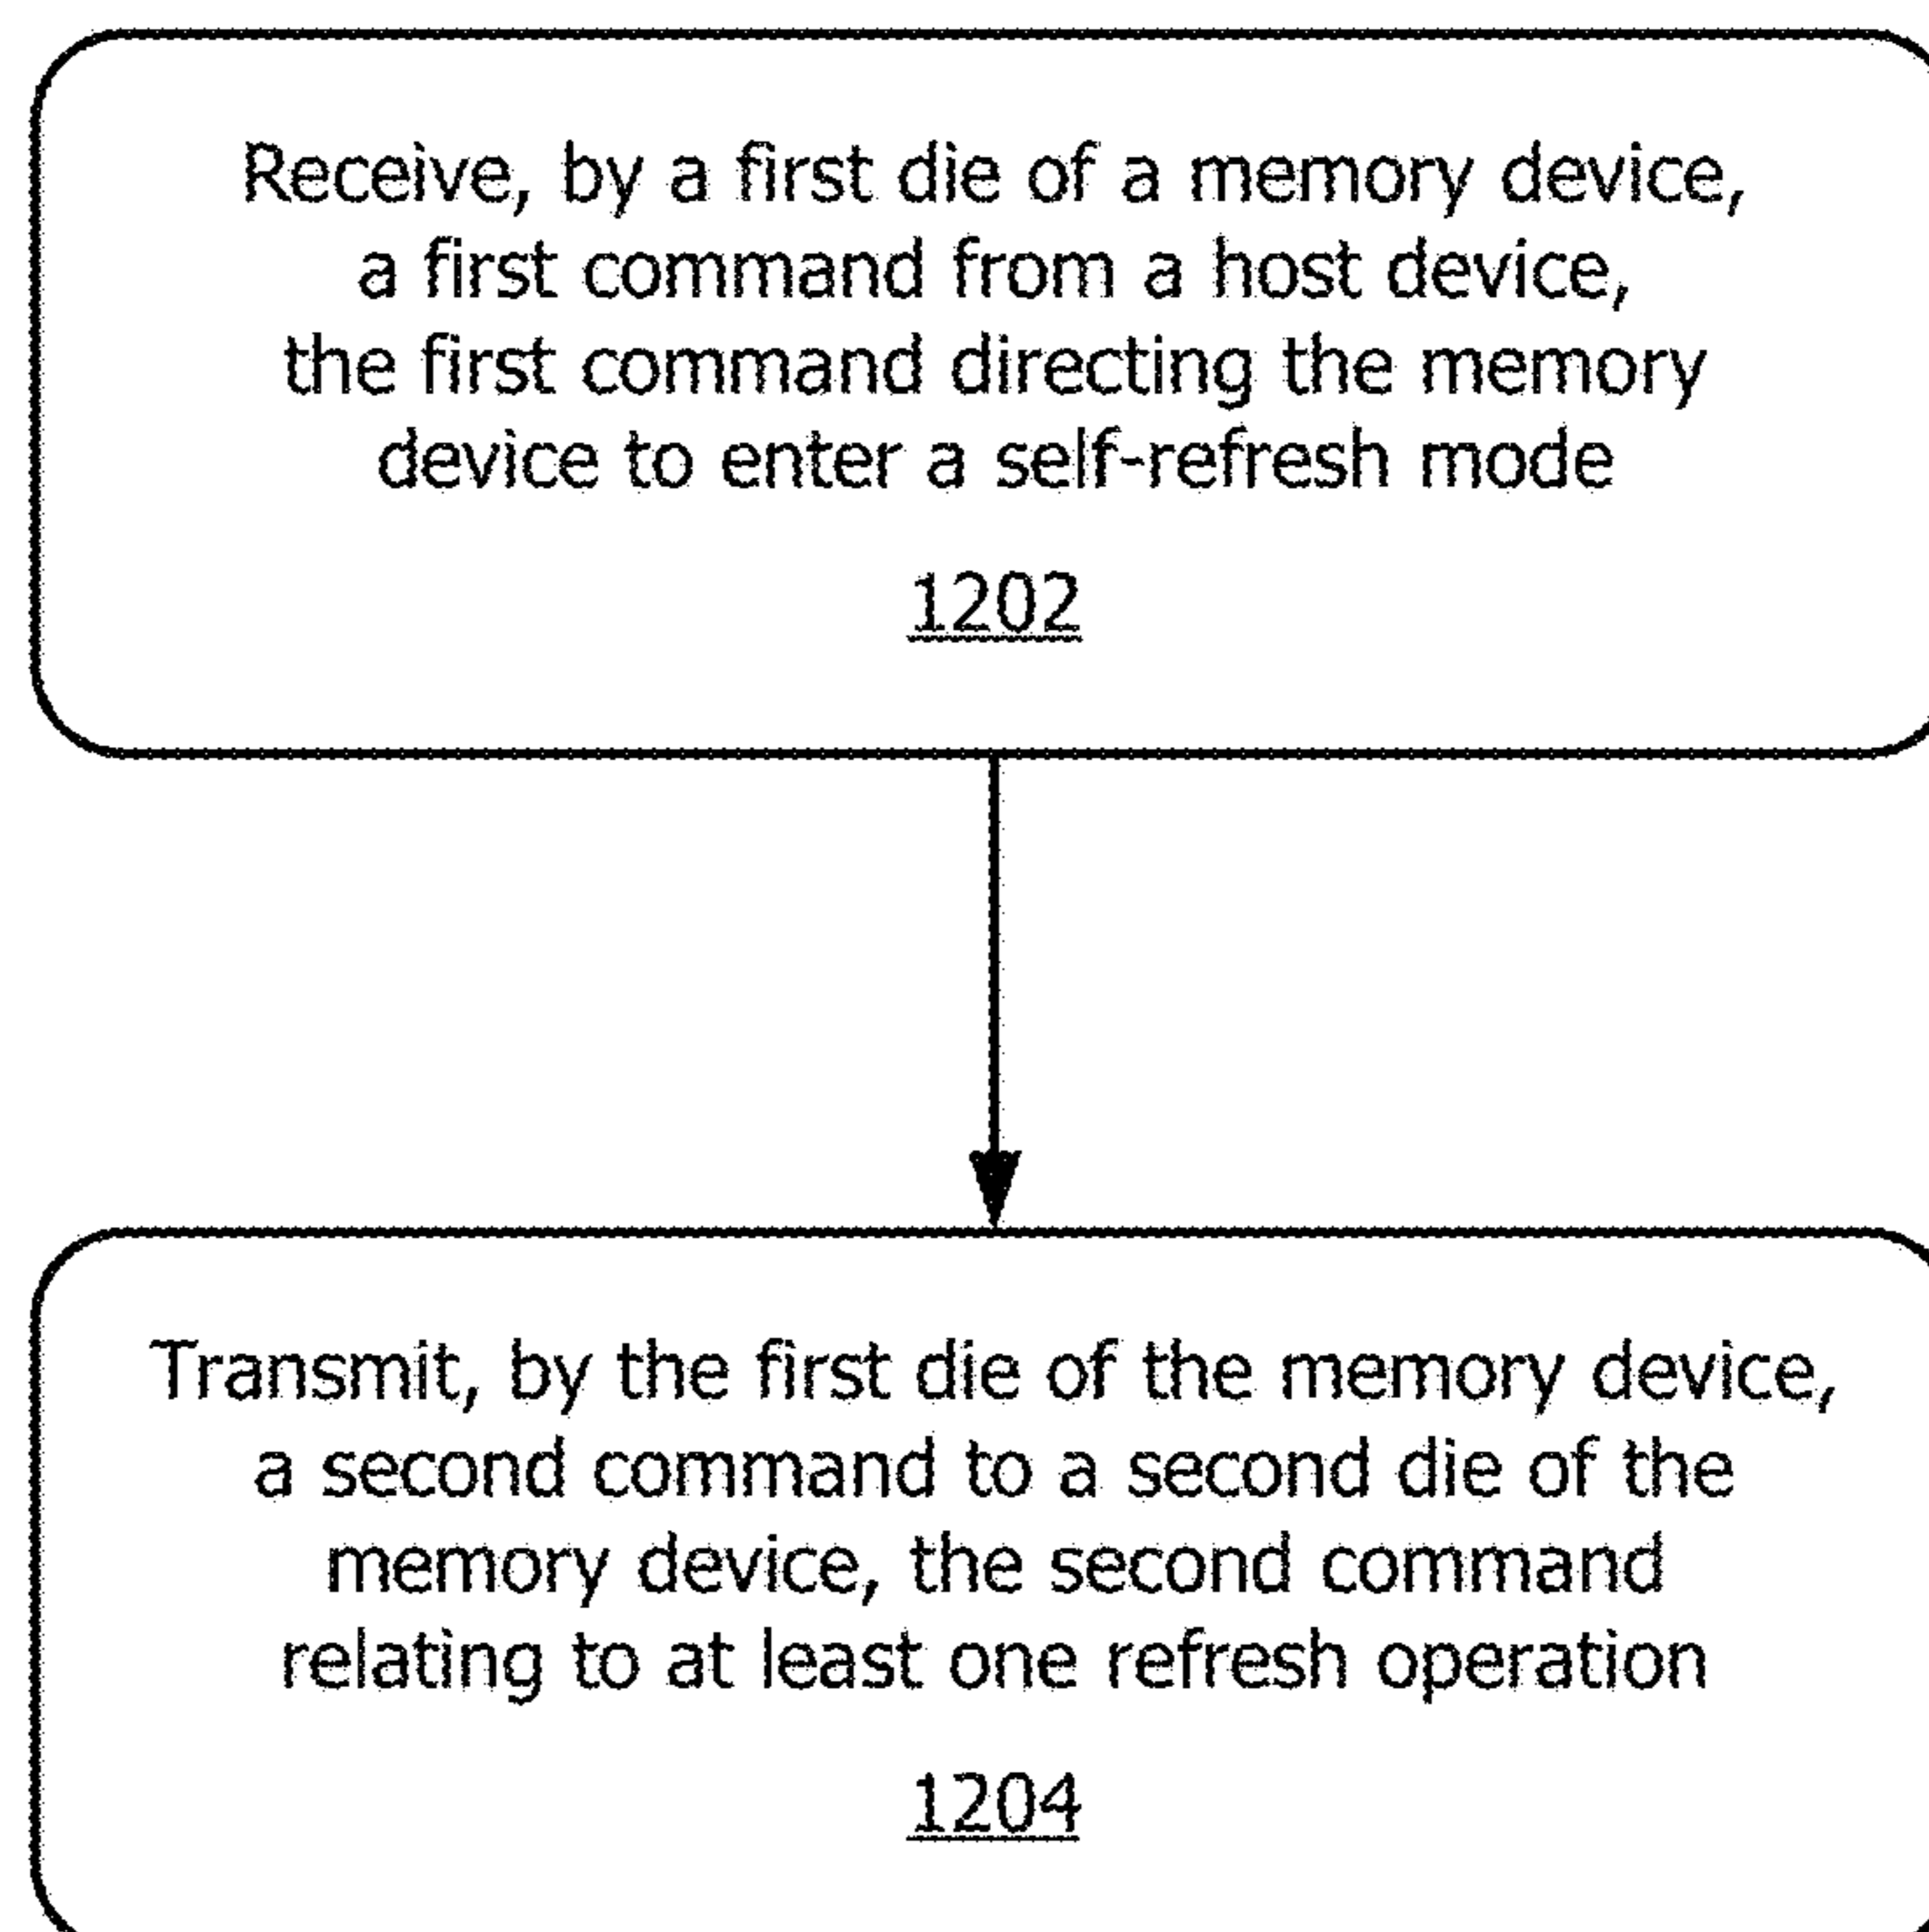 Receive, by a first die of a memory device,
a first command from a host device,
the first command directing the memory
device to enter a self-refresh mode
1202
Transmit, by the first die of the memory device,
a second command to a second die of the
memory device, the second command
relating to at least one refresh operation
1204